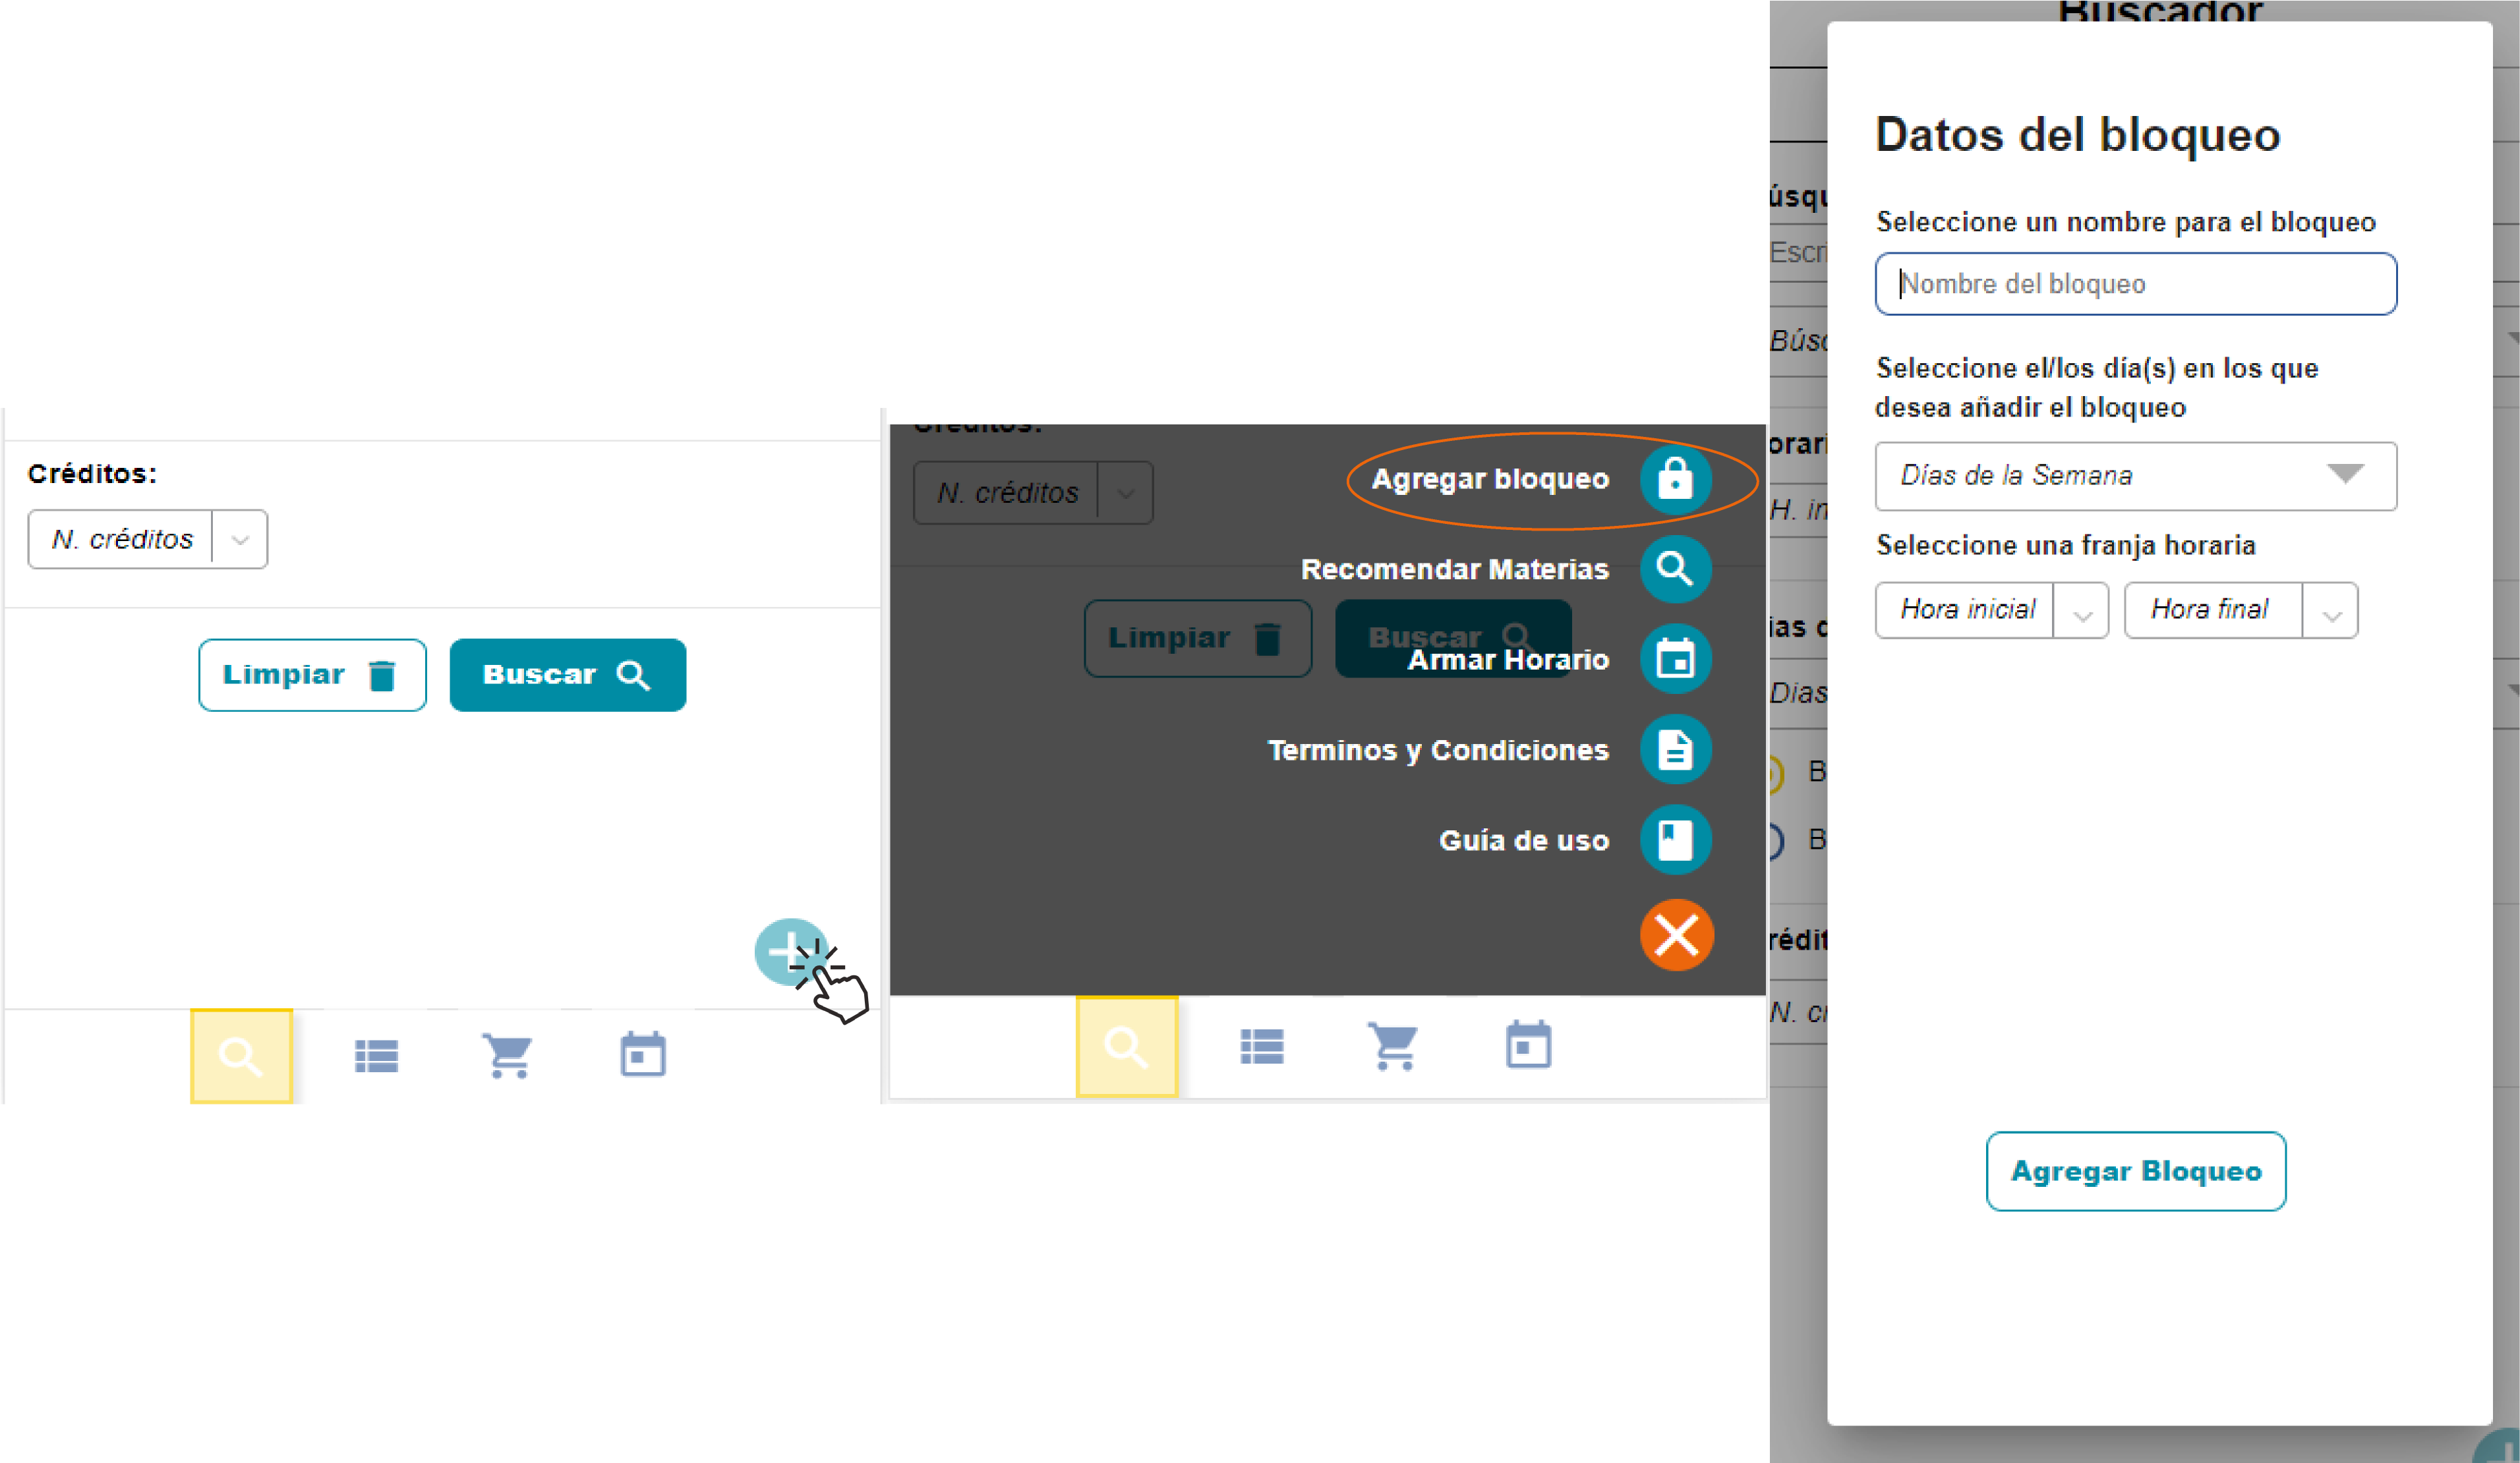 Créditos:
N. créditos
Limpiar
Buscar
Créditos:
N. créditos
Limpiar
Buscar
Agregar bloqueo
Recomendar Materias
Armar Horario
Terminos y Condiciones
Guía de uso
Buscador
úsqu
Escri
Búsc
orari
H. in
ias d
Dias
B
B
rédit
N. cr
Datos del bloqueo
Seleccione un nombre para el bloqueo
Nombre del bloqueo
Seleccione el/los día(s) en los que
desea añadir el bloqueo
Días de la Semana
Seleccione una franja horaria
Hora inicial
Hora final
Agregar Bloqueo